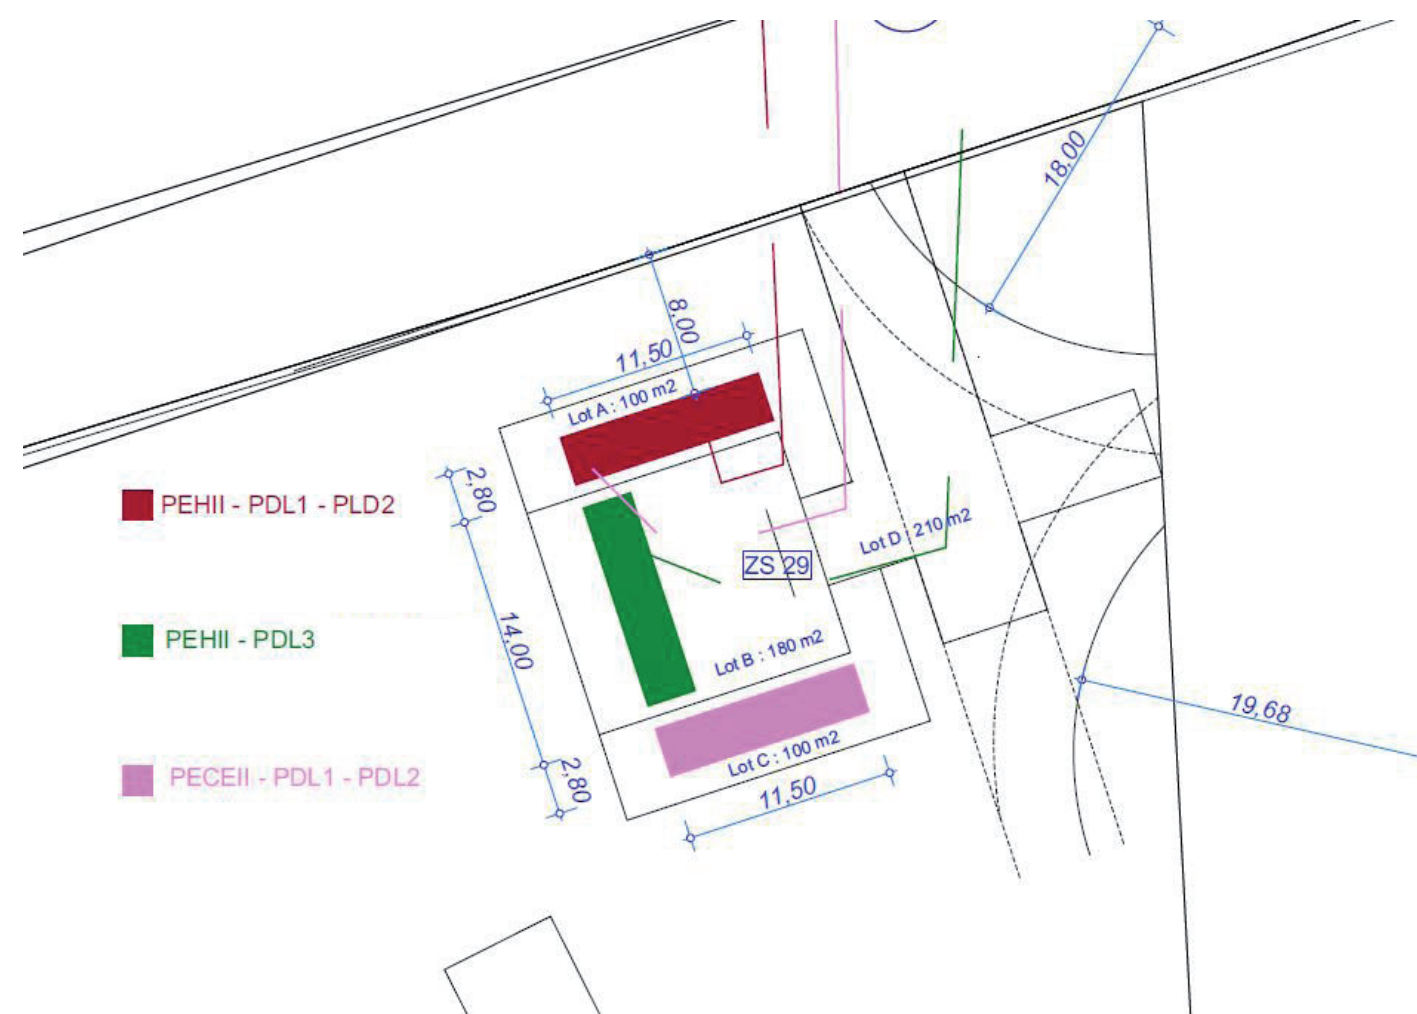 18,00
8,00
11,50
Lot A : 100 m2
2,80
PEHII - PDL1 - PLD2
Lot D : 210 m2
ZS 29
14,00
PEHII - PDL3
Lot B : 180 m2
19,68
Lot C : 100 m2
2,80
PECEII - PDL1 - PDL2
11,50